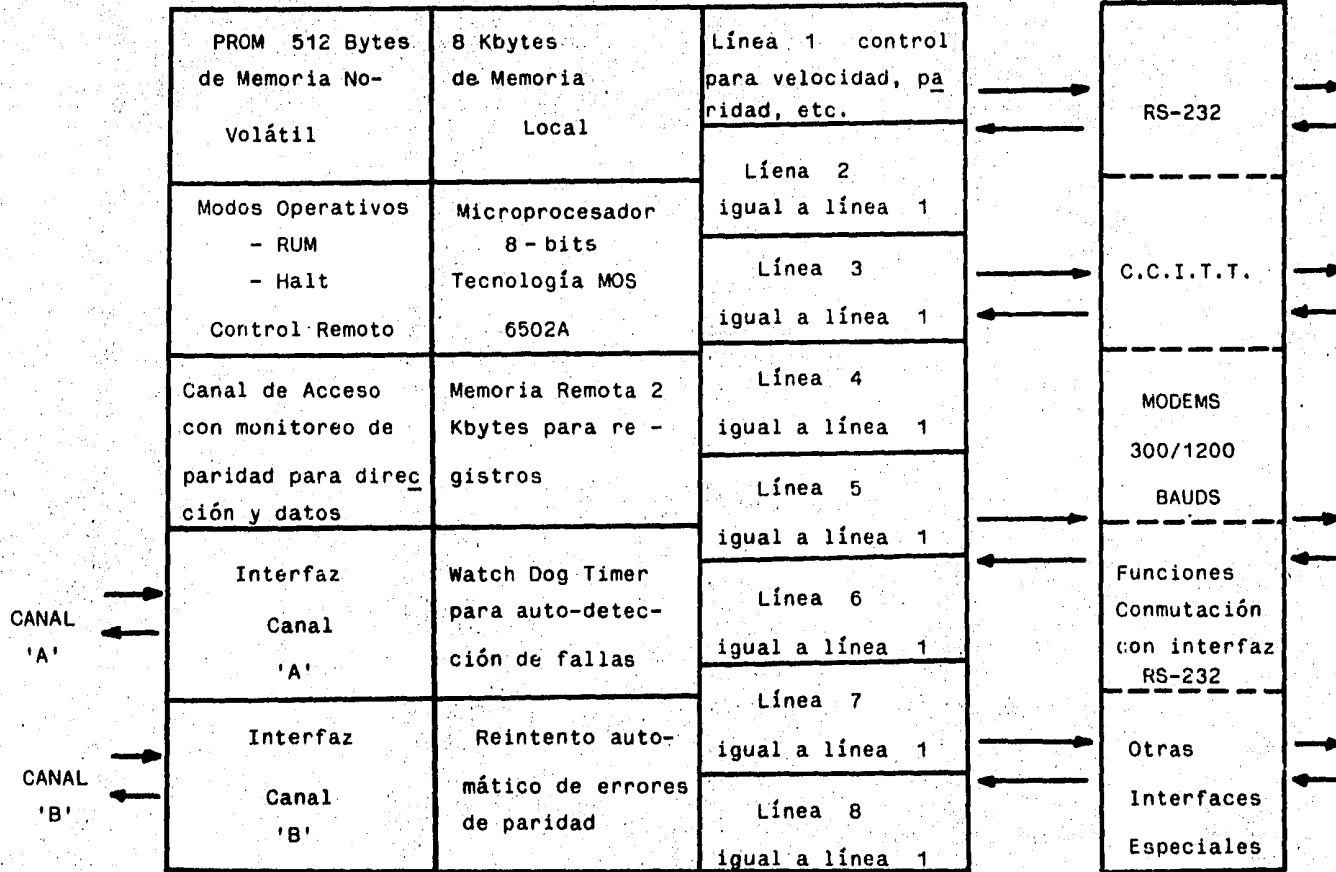 PROM 512 Bytes
de Memoria No-
Volátil
8 Kbytes
de Memoria
Local
Línea 1 control
para velocidad, pa
ridad, etc.
Líena 2
igual a línea 1
Modos Operativos
- RUM
- Halt
Control Remoto
Microprocesador
8 - bits
Tecnología MOS
6502A
Línea 3
igual a línea 1
Línea 4
igual a línea 1
Canal de Acceso
con monitoreo de
paridad para direc
ción y datos
Memoria Remota 2
Kbytes para re -
gistros
Línea 5
igual a línea 1
CANAL
'A'
Interfaz
Canal
'A'
Watch Dog Timer
para auto-detec-
ción de fallas
Línea 6
igual a línea 1
Línea 7
igual a línea 1
CANAL
'B'
Interfaz
Canal
'B'
Reintento auto-
mático de errores
de paridad
Línea 8
igual a línea 1
RS-232
C.C.I.T.T.
MODEMS
300/1200
BAUDS
Funciones
Conmutación
con interfaz
RS-232
Otras
Interfaces
Especiales